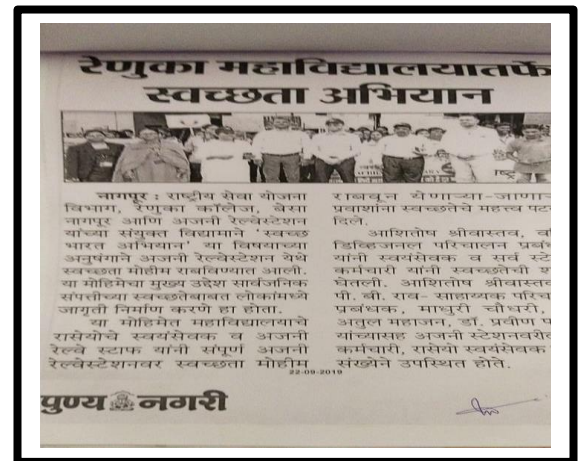 रेणुका महाविद्यालयातर्फे
स्वच्छता अभियान
नागपूर : राष्ट्रीय सेवा योजना
विभाग, रेणुका कॉलेज, बेसा
नागपूर आणि अजनी रेल्वेस्टेशन
यांच्या संयुक्त विद्यमाने 'स्वच्छ
भारत अभियान' या विषयाच्या
अनुषंगाने अजनी रेल्वेस्टेशन येथे
स्वच्छता मोहीम राबविण्यात आली.
या मोहिमेचा मुख्य उद्देश सार्वजनिक
संपत्तीच्या स्वच्छतेबाबत लोकांमध्ये
जागृती निर्माण करणे हा होता.
या मोहिमेत महाविद्यालयाचे
रासेयोचे स्वयंसेवक व अजनी
रेल्वे स्टाफ यांनी संपूर्ण अजनी
रेल्वेस्टेशनवर स्वच्छता मोहीम
राबवून येणाऱ्या-जाणाऱ
प्रवाशांना स्वच्छतेचे महत्त्व पट
दिले.
आशितोष श्रीवास्तव, व
डिव्हिजनल परिचालन प्रबंध
यांनी स्वयंसेवक व सर्व स्टे
कर्मचारी यांनी स्वच्छतेची श
घेतली. आशितोष श्रीवास्तव
पी. बी. राब- साहाय्यक परिच
प्रबंधक, माधुरी चौधरी,
अतुल महाजन, डॉ. प्रवीण प
यांच्यासह अजनी स्टेशनवरील
कर्मचारी, रासेयो स्वयंसेवक
संख्येने उपस्थित होते.
22-09-2019
पुण्य नगरी